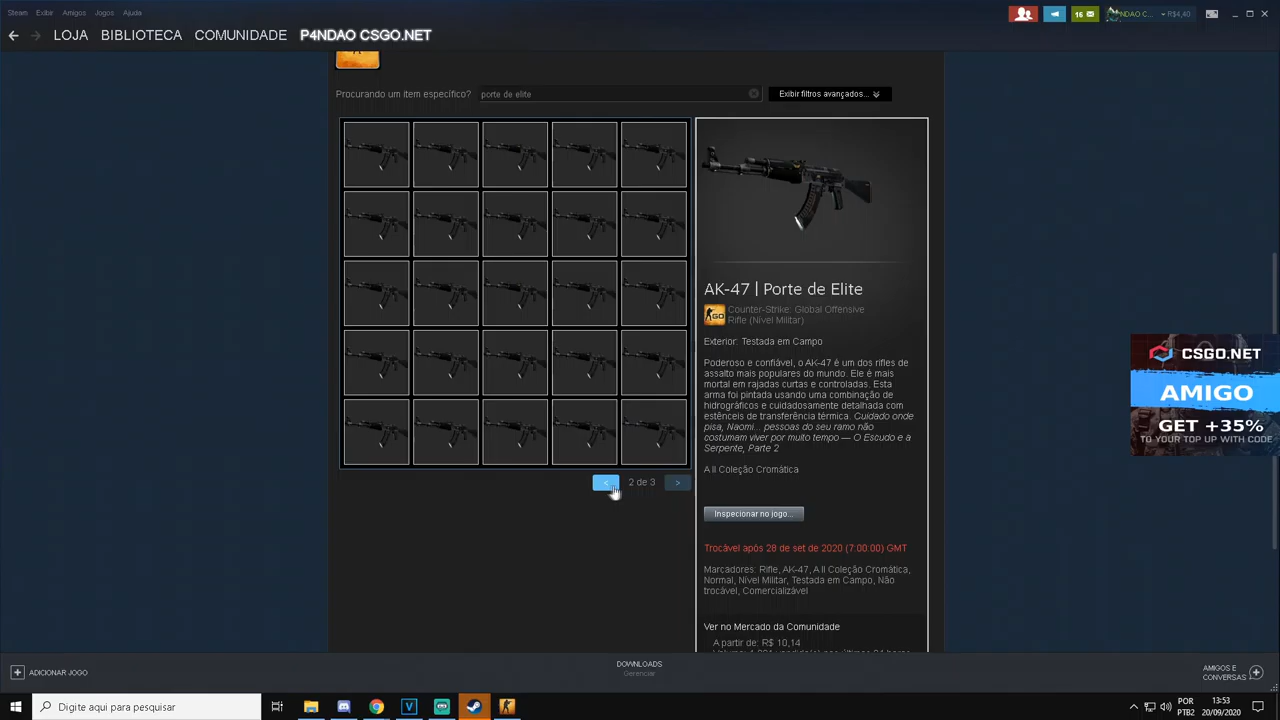 Steam Exibir Amigos Jogos Ajuda
16 P4NDAO C... R$4,40
LOJA BIBLIOTECA COMUNIDADE P4NDAO CSGO.NET
Procurando um item específico? porte de elite Exibir filtros avançados...
AK-47 | Porte de Elite
GO Counter-Strike: Global Offensive
Rifle (Nível Militar)
Exterior: Testada em Campo
Poderoso e confiável, o AK-47 é um dos rifles de
assalto mais populares do mundo. Ele é mais
mortal em rajadas curtas e controladas. Esta
arma foi pintada usando uma combinação de
hidrográficos e cuidadosamente detalhada com
estênceis de transferência térmica. Cuidado onde
pisa, Naomi... pessoas do seu ramo não
costumam viver por muito tempo — O Escudo e a
Serpente, Parte 2
A II Coleção Cromática
< 2 de 3 >
Inspecionar no jogo...
Trocável após 28 de set de 2020 (7:00:00) GMT
Marcadores: Rifle, AK-47, A II Coleção Cromática,
Normal, Nível Militar, Testada em Campo, Não
trocável, Comercializável
Ver no Mercado da Comunidade
A partir de: R$ 10,14
CSGO.NET
AMIGO
GET +35%
TO YOUR TOP UP WITH CODE
ADICIONAR JOGO
DOWNLOADS
Gerenciar
AMIGOS E
CONVERSAS
Digite aqui para pesquisar
POR
PTB2
13:53
20/09/2020